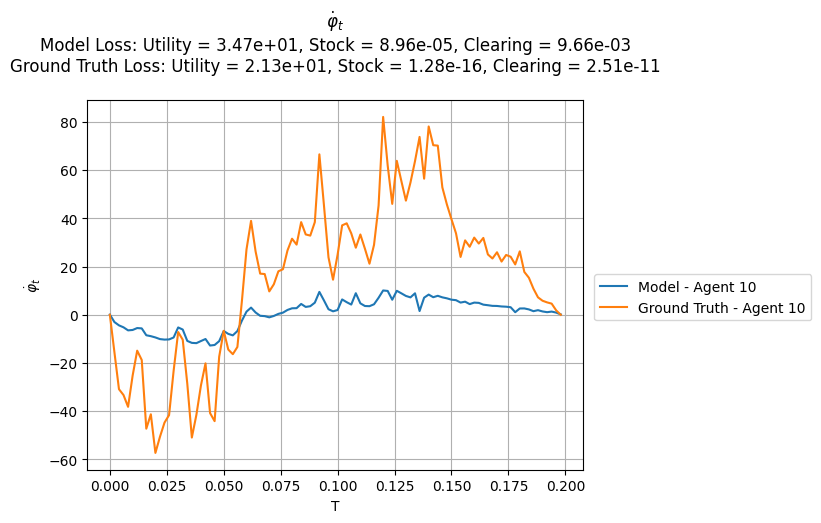 φ̇ₜ
Model Loss: Utility = 3.47e+01, Stock = 8.96e-05, Clearing = 9.66e-03
Ground Truth Loss: Utility = 2.13e+01, Stock = 1.28e-16, Clearing = 2.51e-11
80
60
40
20
0
−20
−40
−60
φ̇ₜ
0.000 0.025 0.050 0.075 0.100 0.125 0.150 0.175 0.200
T
Model - Agent 10
Ground Truth - Agent 10